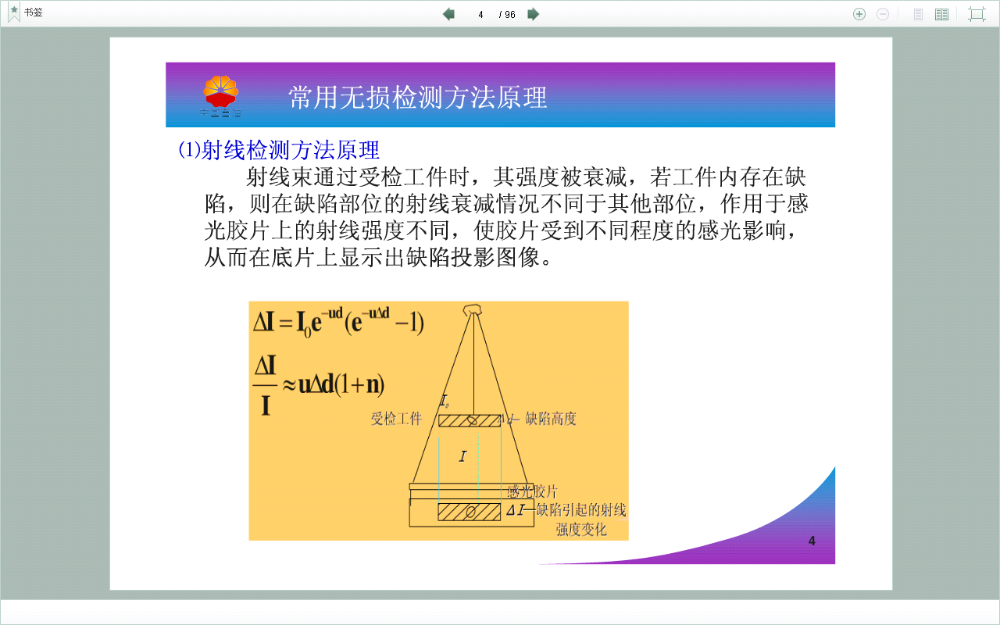 书签
4 / 96
常用无损检测方法原理
⑴射线检测方法原理
射线束通过受检工件时，其强度被衰减，若工件内存在缺
陷，则在缺陷部位的射线衰减情况不同于其他部位，作用于感
光胶片上的射线强度不同，使胶片受到不同程度的感光影响，
从而在底片上显示出缺陷投影图像。
ΔI = I₀e^{-ud}(e^{-uΔd} -1)
ΔI/I ≈ uΔd(1+n)
I₀
受检工件
Δd— 缺陷高度
I
感光胶片
ΔI—缺陷引起的射线
强度变化
4